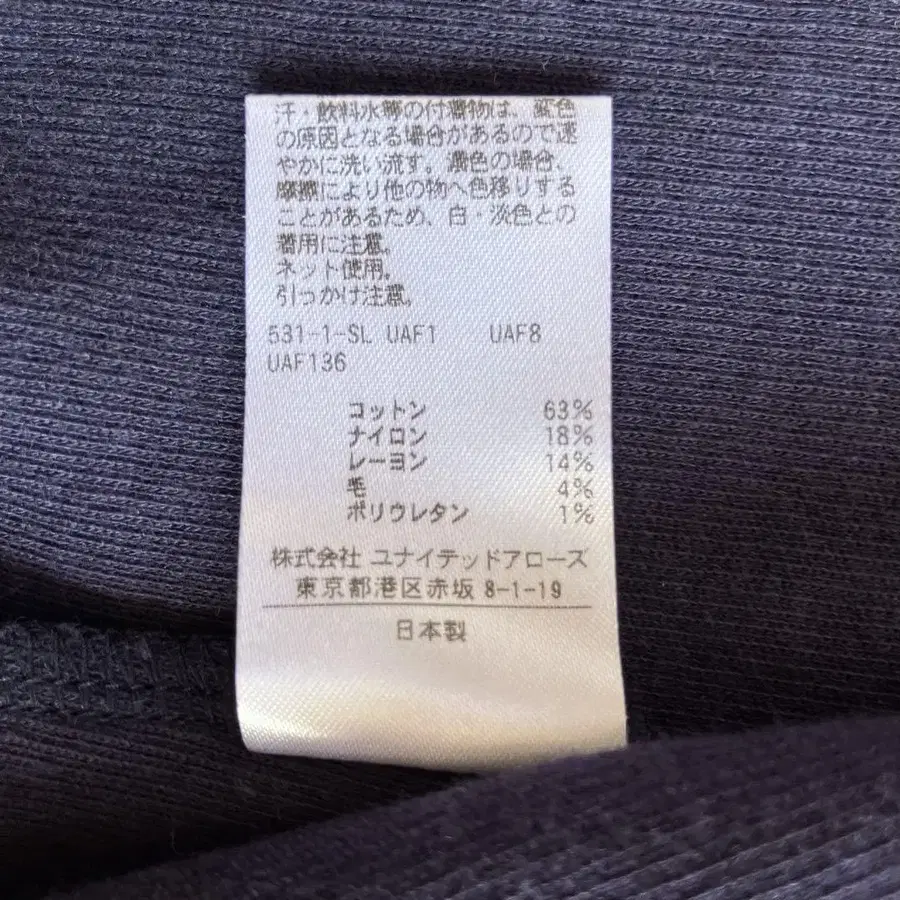 汗・飲料水等の付着物は、変色
の原因となる場合があるので速
やかに洗い流す。濃色の場合、
摩擦により他の物へ色移りする
ことがあるため、白・淡色との
着用に注意。
ネット使用。
引っかけ注意。
531-1-SL UAF1 UAF8
UAF136
コットン 63%
ナイロン 18%
レーヨン 14%
毛 4%
ポリウレタン 1%
株式会社 ユナイテッドアローズ
東京都港区赤坂 8-1-19
日本製